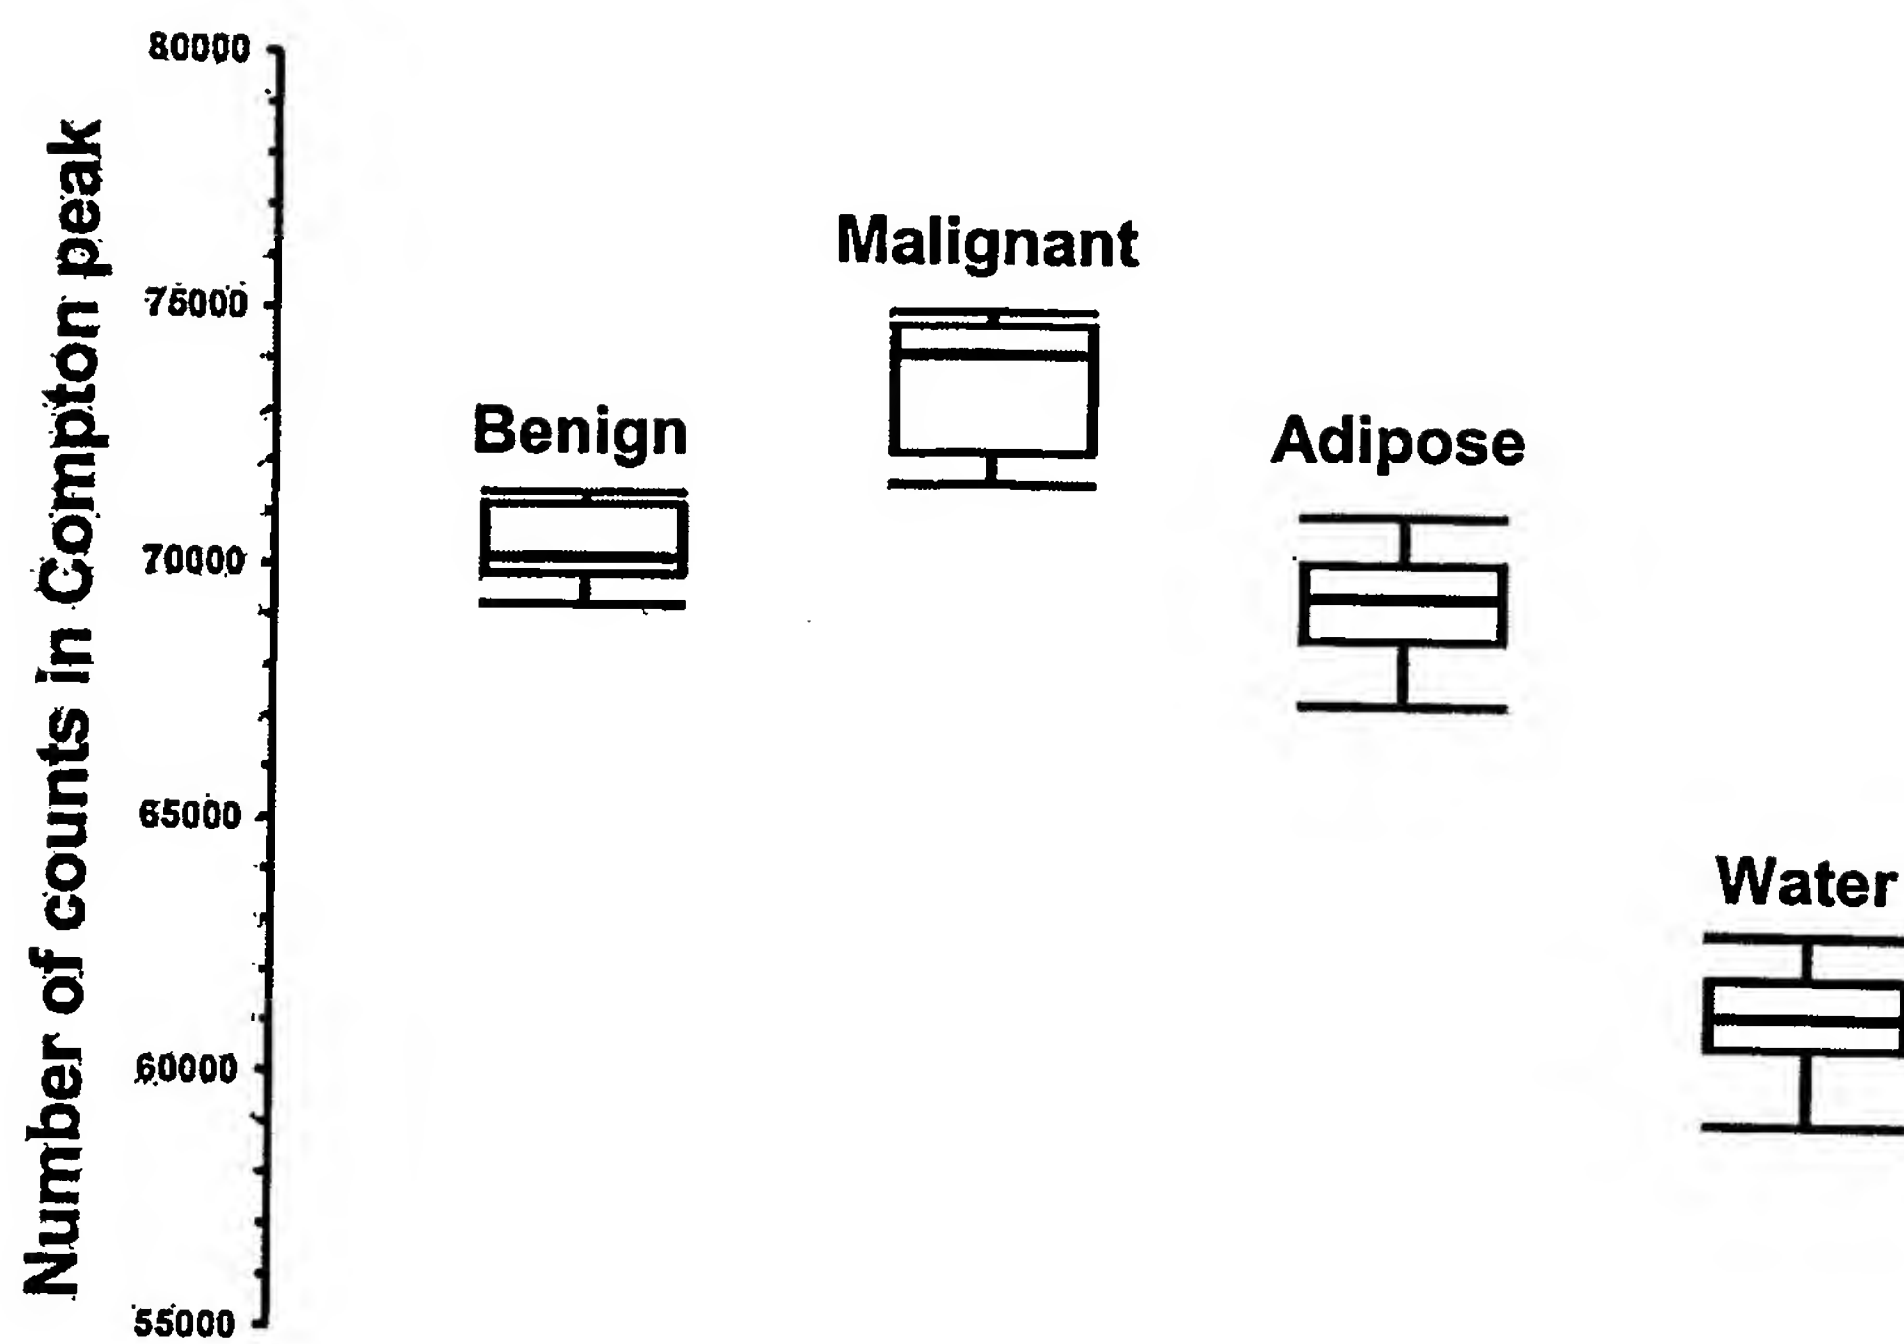 Number of counts in Compton peak
80000
75000
70000
65000
60000
55000
Benign
Malignant
Adipose
Water